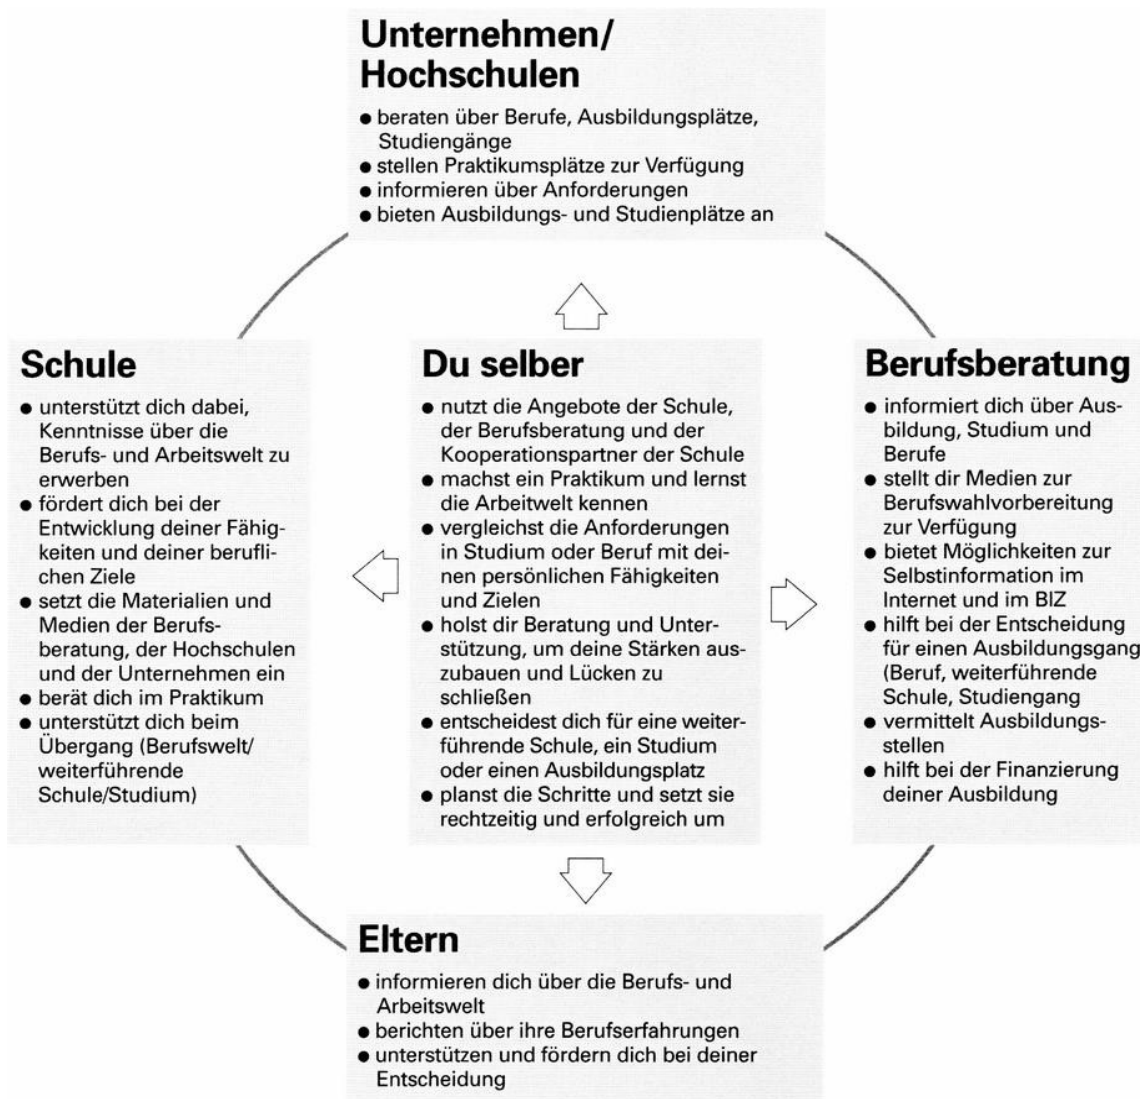 Unternehmen/
Hochschulen
● beraten über Berufe, Ausbildungsplätze,
Studiengänge
● stellen Praktikumsplätze zur Verfügung
● informieren über Anforderungen
● bieten Ausbildungs- und Studienplätze an
Schule
● unterstützt dich dabei,
Kenntnisse über die
Berufs- und Arbeitswelt zu
erwerben
● fördert dich bei der
Entwicklung deiner Fähig-
keiten und deiner berufli-
chen Ziele
● setzt die Materialien und
Medien der Berufs-
beratung, der Hochschulen
und der Unternehmen ein
● berät dich im Praktikum
● unterstützt dich beim
Übergang (Berufswelt/
weiterführende
Schule/Studium)
Du selber
● nutzt die Angebote der Schule,
der Berufsberatung und der
Kooperationspartner der Schule
● machst ein Praktikum und lernst
die Arbeitwelt kennen
● vergleichst die Anforderungen
in Studium oder Beruf mit dei-
nen persönlichen Fähigkeiten
und Zielen
● holst dir Beratung und Unter-
stützung, um deine Stärken aus-
zubauen und Lücken zu
schließen
● entscheidest dich für eine weiter-
führende Schule, ein Studium
oder einen Ausbildungsplatz
● planst die Schritte und setzt sie
rechtzeitig und erfolgreich um
Berufsberatung
● informiert dich über Aus-
bildung, Studium und
Berufe
● stellt dir Medien zur
Berufswahlvorbereitung
zur Verfügung
● bietet Möglichkeiten zur
Selbstinformation im
Internet und im BIZ
● hilft bei der Entscheidung
für einen Ausbildungsgang
(Beruf, weiterführende
Schule, Studiengang
● vermittelt Ausbildungs-
stellen
● hilft bei der Finanzierung
deiner Ausbildung
Eltern
● informieren dich über die Berufs- und
Arbeitswelt
● berichten über ihre Berufserfahrungen
● unterstützen und fördern dich bei deiner
Entscheidung